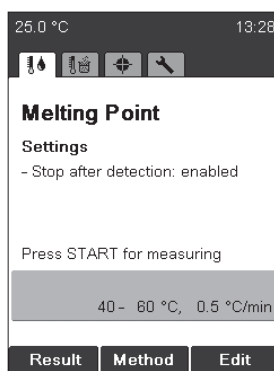 25.0 °C 13:28
Melting Point
Settings
- Stop after detection: enabled
Press START for measuring
40 - 60 °C, 0.5 °C/min
Result Method Edit